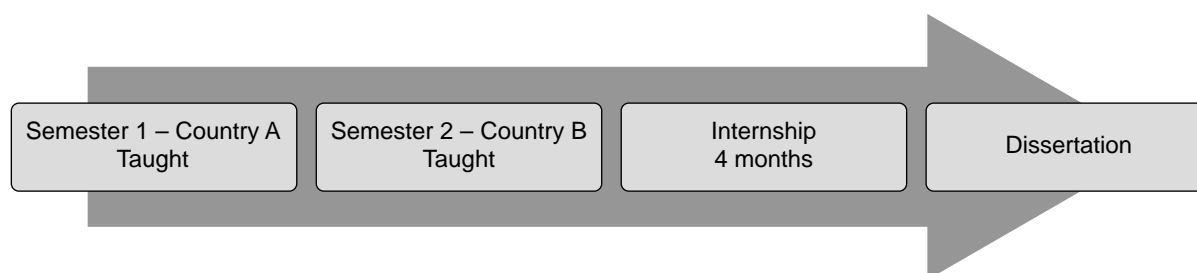 Semester 1 – Country A
Taught
Semester 2 – Country B
Taught
Internship
4 months
Dissertation